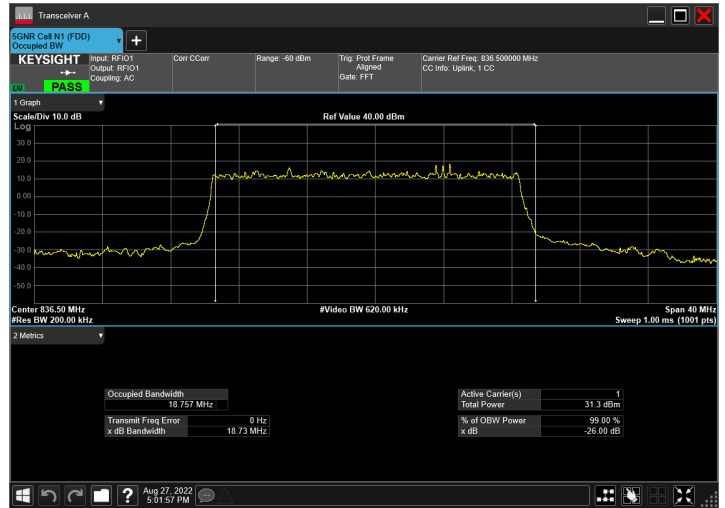 Transceiver A
5GNR Cell N1 (FDD)
Occupied BW
KEYSIGHT
Input: RFIO1
Output: RFIO1
Coupling: AC
Corr CCorr
Range: -60 dBm
Trig: Prot Frame
Aligned
Gate: FFT
Carrier Ref Freq: 836.500000 MHz
CC Info: Uplink, 1 CC
LXI
PASS
1 Graph
Scale/Div 10.0 dB
Ref Value 40.00 dBm
Log
30.0
20.0
10.0
0.00
-10.0
-20.0
-30.0
-40.0
-50.0
Center 836.50 MHz
#Video BW 620.00 kHz
Span 40 MHz
#Res BW 200.00 kHz
Sweep 1.00 ms (1001 pts)
2 Metrics
Occupied Bandwidth
18.757 MHz
Transmit Freq Error 0 Hz
x dB Bandwidth 18.73 MHz
Active Carrier(s) 1
Total Power 31.3 dBm
% of OBW Power 99.00 %
x dB -26.00 dB
Aug 27, 2022
5:01:57 PM